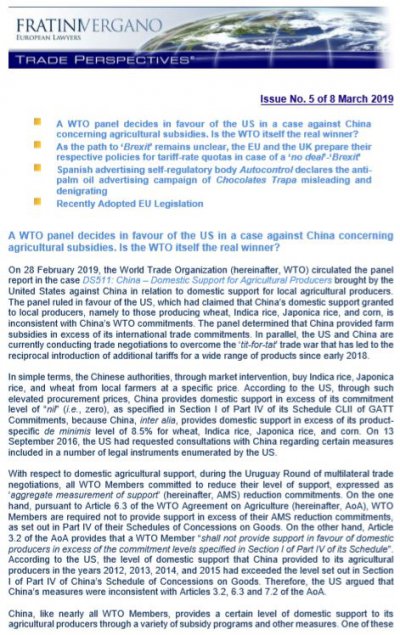 FRATINIVERGANO
EUROPEAN LAWYERS
TRADE PERSPECTIVES®
Issue No. 5 of 8 March 2019
A WTO panel decides in favour of the US in a case against China
concerning agricultural subsidies. Is the WTO itself the real winner?
As the path to ‘Brexit’ remains unclear, the EU and the UK prepare their
respective policies for tariff-rate quotas in case of a ‘no deal’-‘Brexit’
Spanish advertising self-regulatory body Autocontrol declares the anti-
palm oil advertising campaign of Chocolates Trapa misleading and
denigrating
Recently Adopted EU Legislation
A WTO panel decides in favour of the US in a case against China concerning
agricultural subsidies. Is the WTO itself the real winner?
On 28 February 2019, the World Trade Organization (hereinafter, WTO) circulated the panel
report in the case DS511: China – Domestic Support for Agricultural Producers brought by the
United States against China in relation to domestic support for local agricultural producers.
The panel ruled in favour of the US, which had claimed that China's domestic support granted
to local producers, namely to those producing wheat, Indica rice, Japonica rice, and corn, is
inconsistent with China's WTO commitments. The panel determined that China provided farm
subsidies in excess of its international trade commitments. In parallel, the US and China are
currently conducting trade negotiations to overcome the ‘tit-for-tat’ trade war that has led to the
reciprocal introduction of additional tariffs for a wide range of products since early 2018.
In simple terms, the Chinese authorities, through market intervention, buy Indica rice, Japonica
rice, and wheat from local farmers at a specific price. According to the US, through such
elevated procurement prices, China provides domestic support in excess of its commitment
level of “nil” (i.e., zero), as specified in Section I of Part IV of its Schedule CLII of GATT
Commitments, because China, inter alia, provides domestic support in excess of its product-
specific de minimis level of 8.5% for wheat, Indica rice, Japonica rice, and corn. On 13
September 2016, the US had requested consultations with China regarding certain measures
included in a number of legal instruments enumerated by the US.
With respect to domestic agricultural support, during the Uruguay Round of multilateral trade
negotiations, all WTO Members committed to reduce their level of support, expressed as
‘aggregate measurement of support’ (hereinafter, AMS) reduction commitments. On the one
hand, pursuant to Article 6.3 of the WTO Agreement on Agriculture (hereinafter, AoA), WTO
Members are required not to provide support in excess of their AMS reduction commitments,
as set out in Part IV of their Schedules of Concessions on Goods. On the other hand, Article
3.2 of the AoA provides that a WTO Member “shall not provide support in favour of domestic
producers in excess of the commitment levels specified in Section I of Part IV of its Schedule”.
According to the US, the level of domestic support that China provided to its agricultural
producers in the years 2012, 2013, 2014, and 2015 had exceeded the level set out in Section
I of Part IV of China's Schedule of Concessions on Goods. Therefore, the US argued that
China's measures were inconsistent with Articles 3.2, 6.3 and 7.2 of the AoA.
China, like nearly all WTO Members, provides a certain level of domestic support to its
agricultural producers through a variety of subsidy programs and other measures. One of these